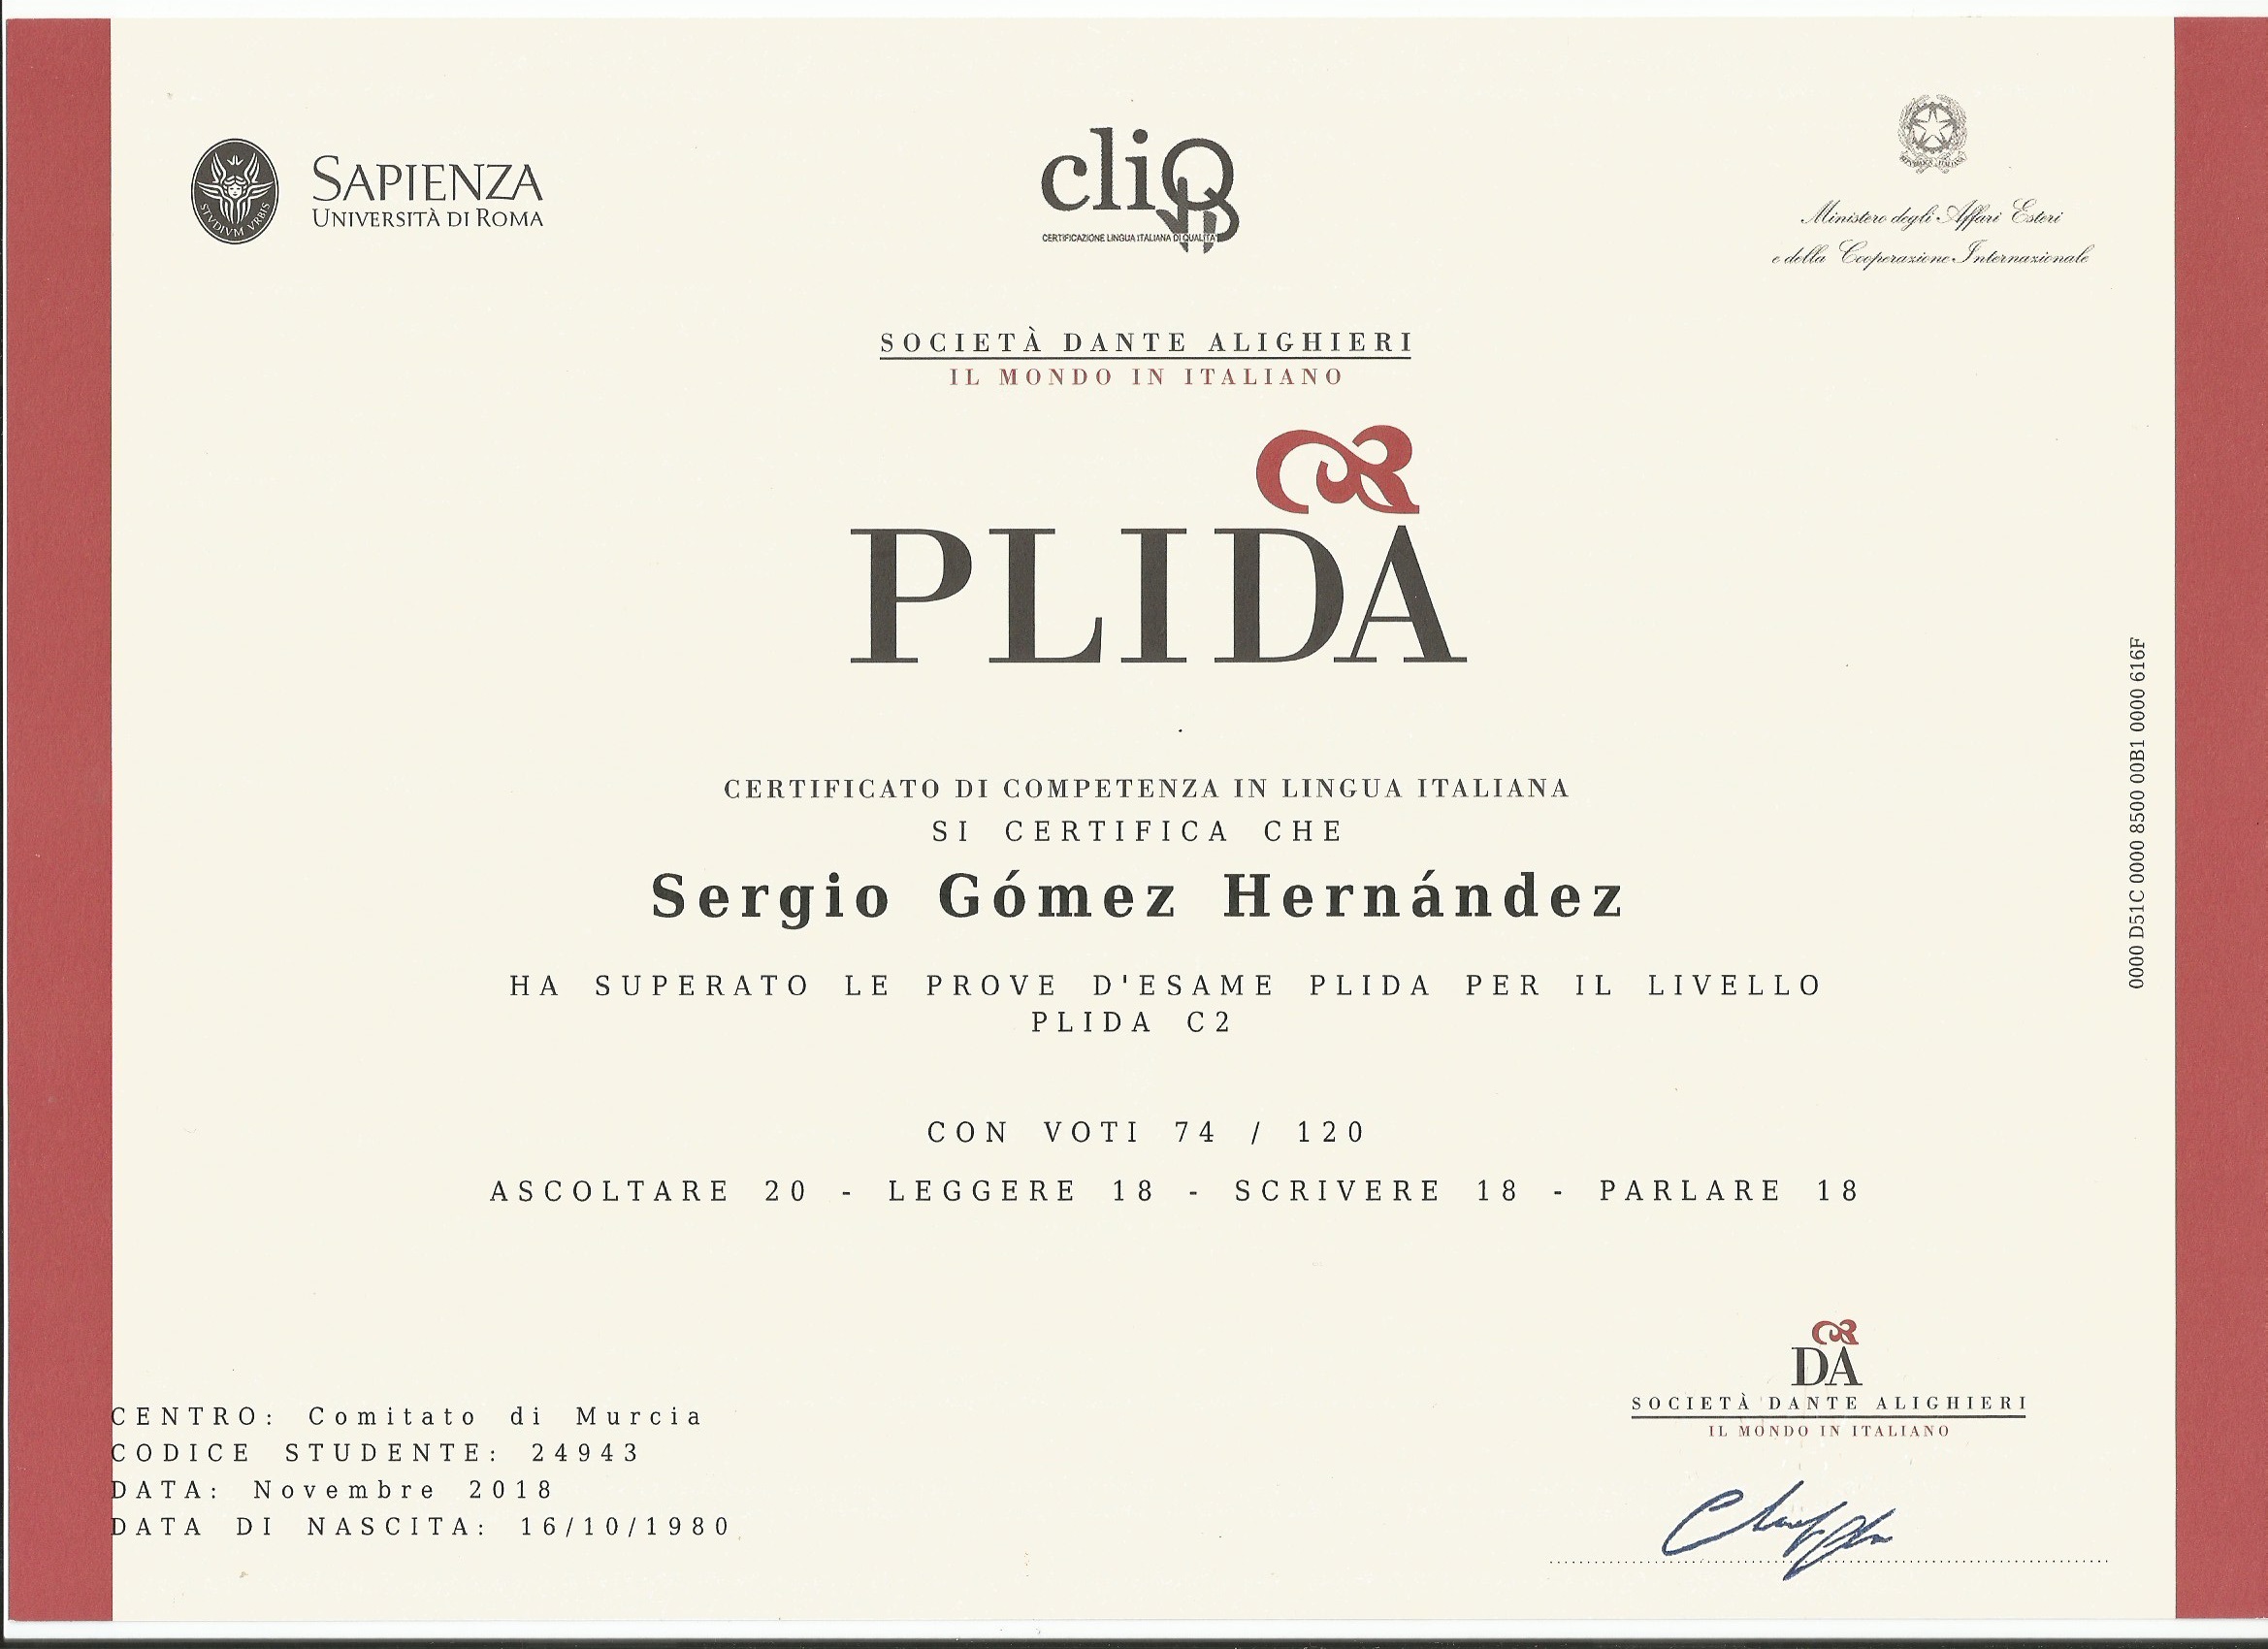 SAPIENZA
UNIVERSITÀ DI ROMA
STVDIVM VRBIS
cliQ
CERTIFICAZIONE LINGUA ITALIANA DI QUALITÀ
REPVBBLICA ITALIANA
Ministero degli Affari Esteri
e della Cooperazione Internazionale
SOCIETÀ DANTE ALIGHIERI
IL MONDO IN ITALIANO
PLIDA
CERTIFICATO DI COMPETENZA IN LINGUA ITALIANA
SI CERTIFICA CHE
Sergio Gómez Hernández
HA SUPERATO LE PROVE D'ESAME PLIDA PER IL LIVELLO
PLIDA C2
CON VOTI 74 / 120
ASCOLTARE 20 - LEGGERE 18 - SCRIVERE 18 - PARLARE 18
0000 D51C 0000 8500 00B1 0000 616F
CENTRO: Comitato di Murcia
CODICE STUDENTE: 24943
DATA: Novembre 2018
DATA DI NASCITA: 16/10/1980
DA
SOCIETÀ DANTE ALIGHIERI
IL MONDO IN ITALIANO